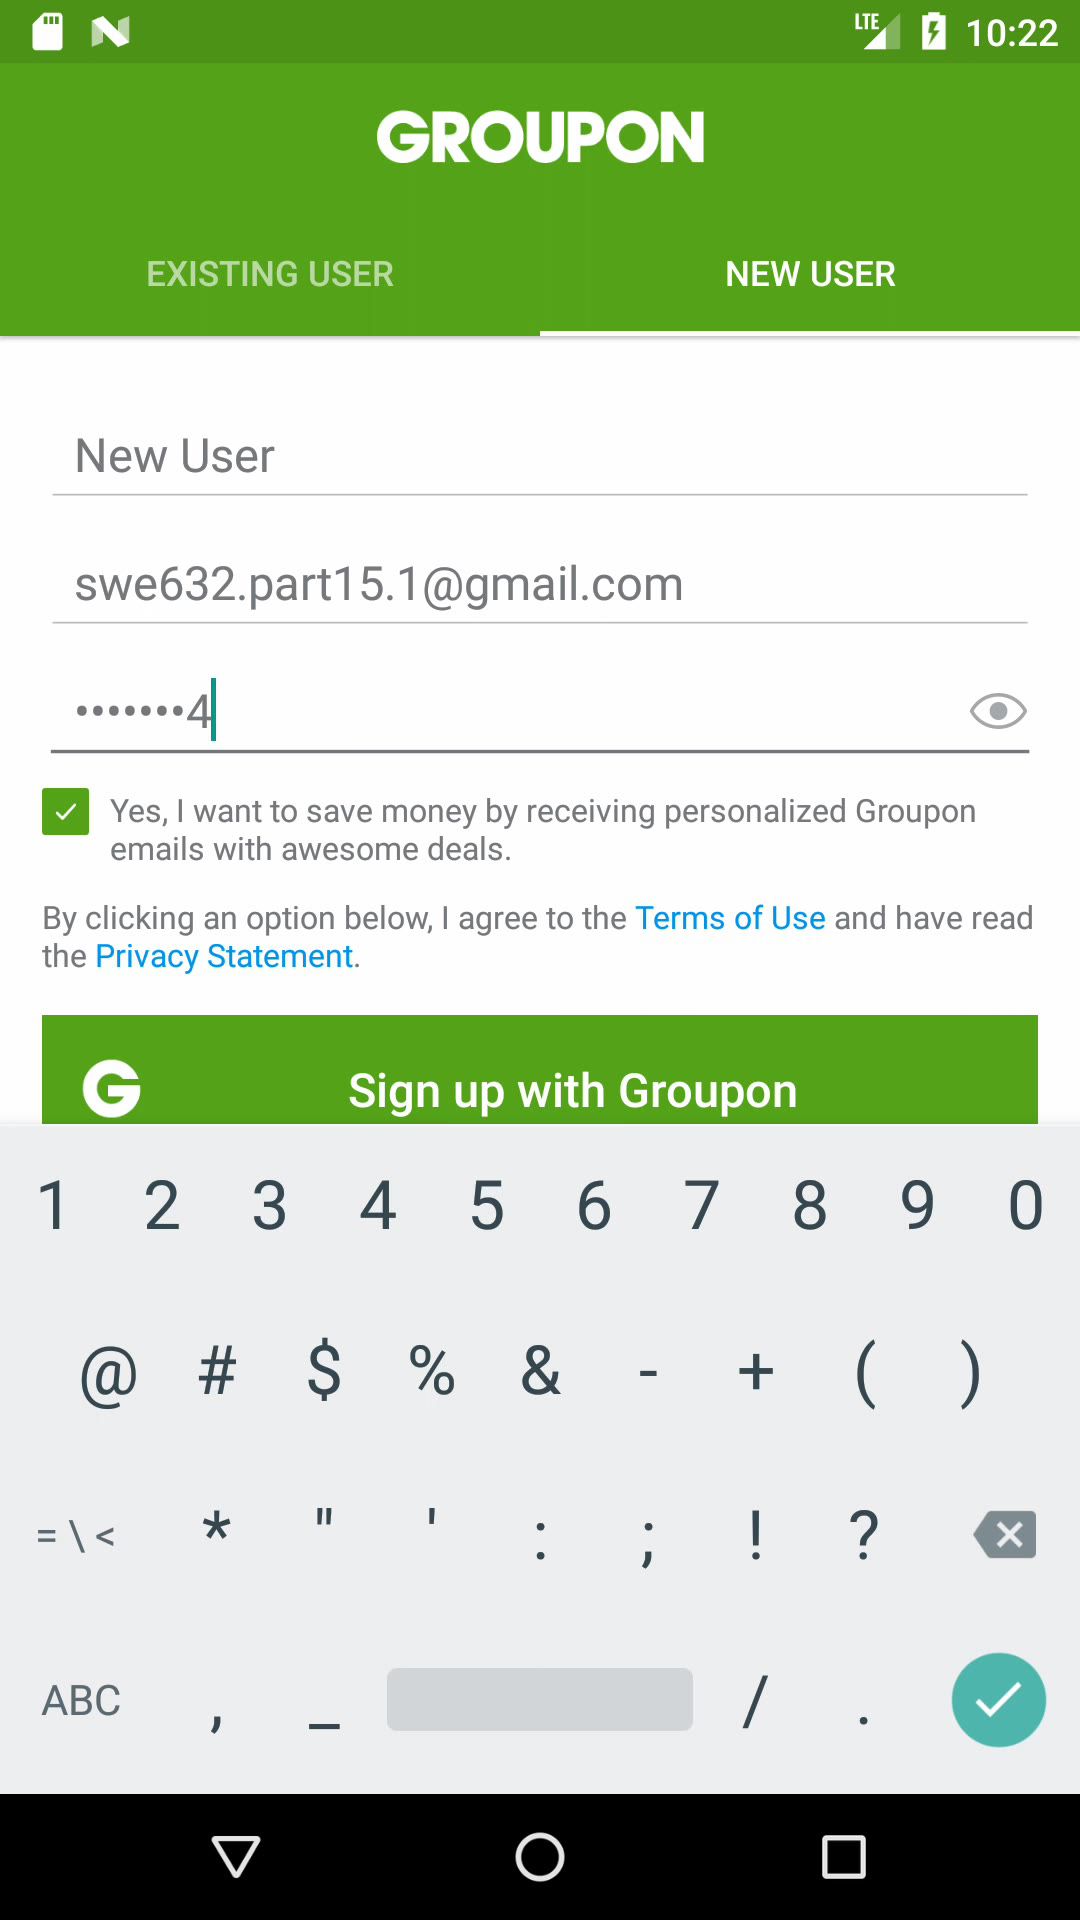 LTE 10:22
GROUPON
EXISTING USER NEW USER
New User
swe632.part15.1@gmail.com
•••••••4
Yes, I want to save money by receiving personalized Groupon
emails with awesome deals.
By clicking an option below, I agree to the Terms of Use and have read
the Privacy Statement.
G Sign up with Groupon
1 2 3 4 5 6 7 8 9 0
@ # $ % & - + ( )
= \ < * " ' : ; ! ?
ABC , _ / .